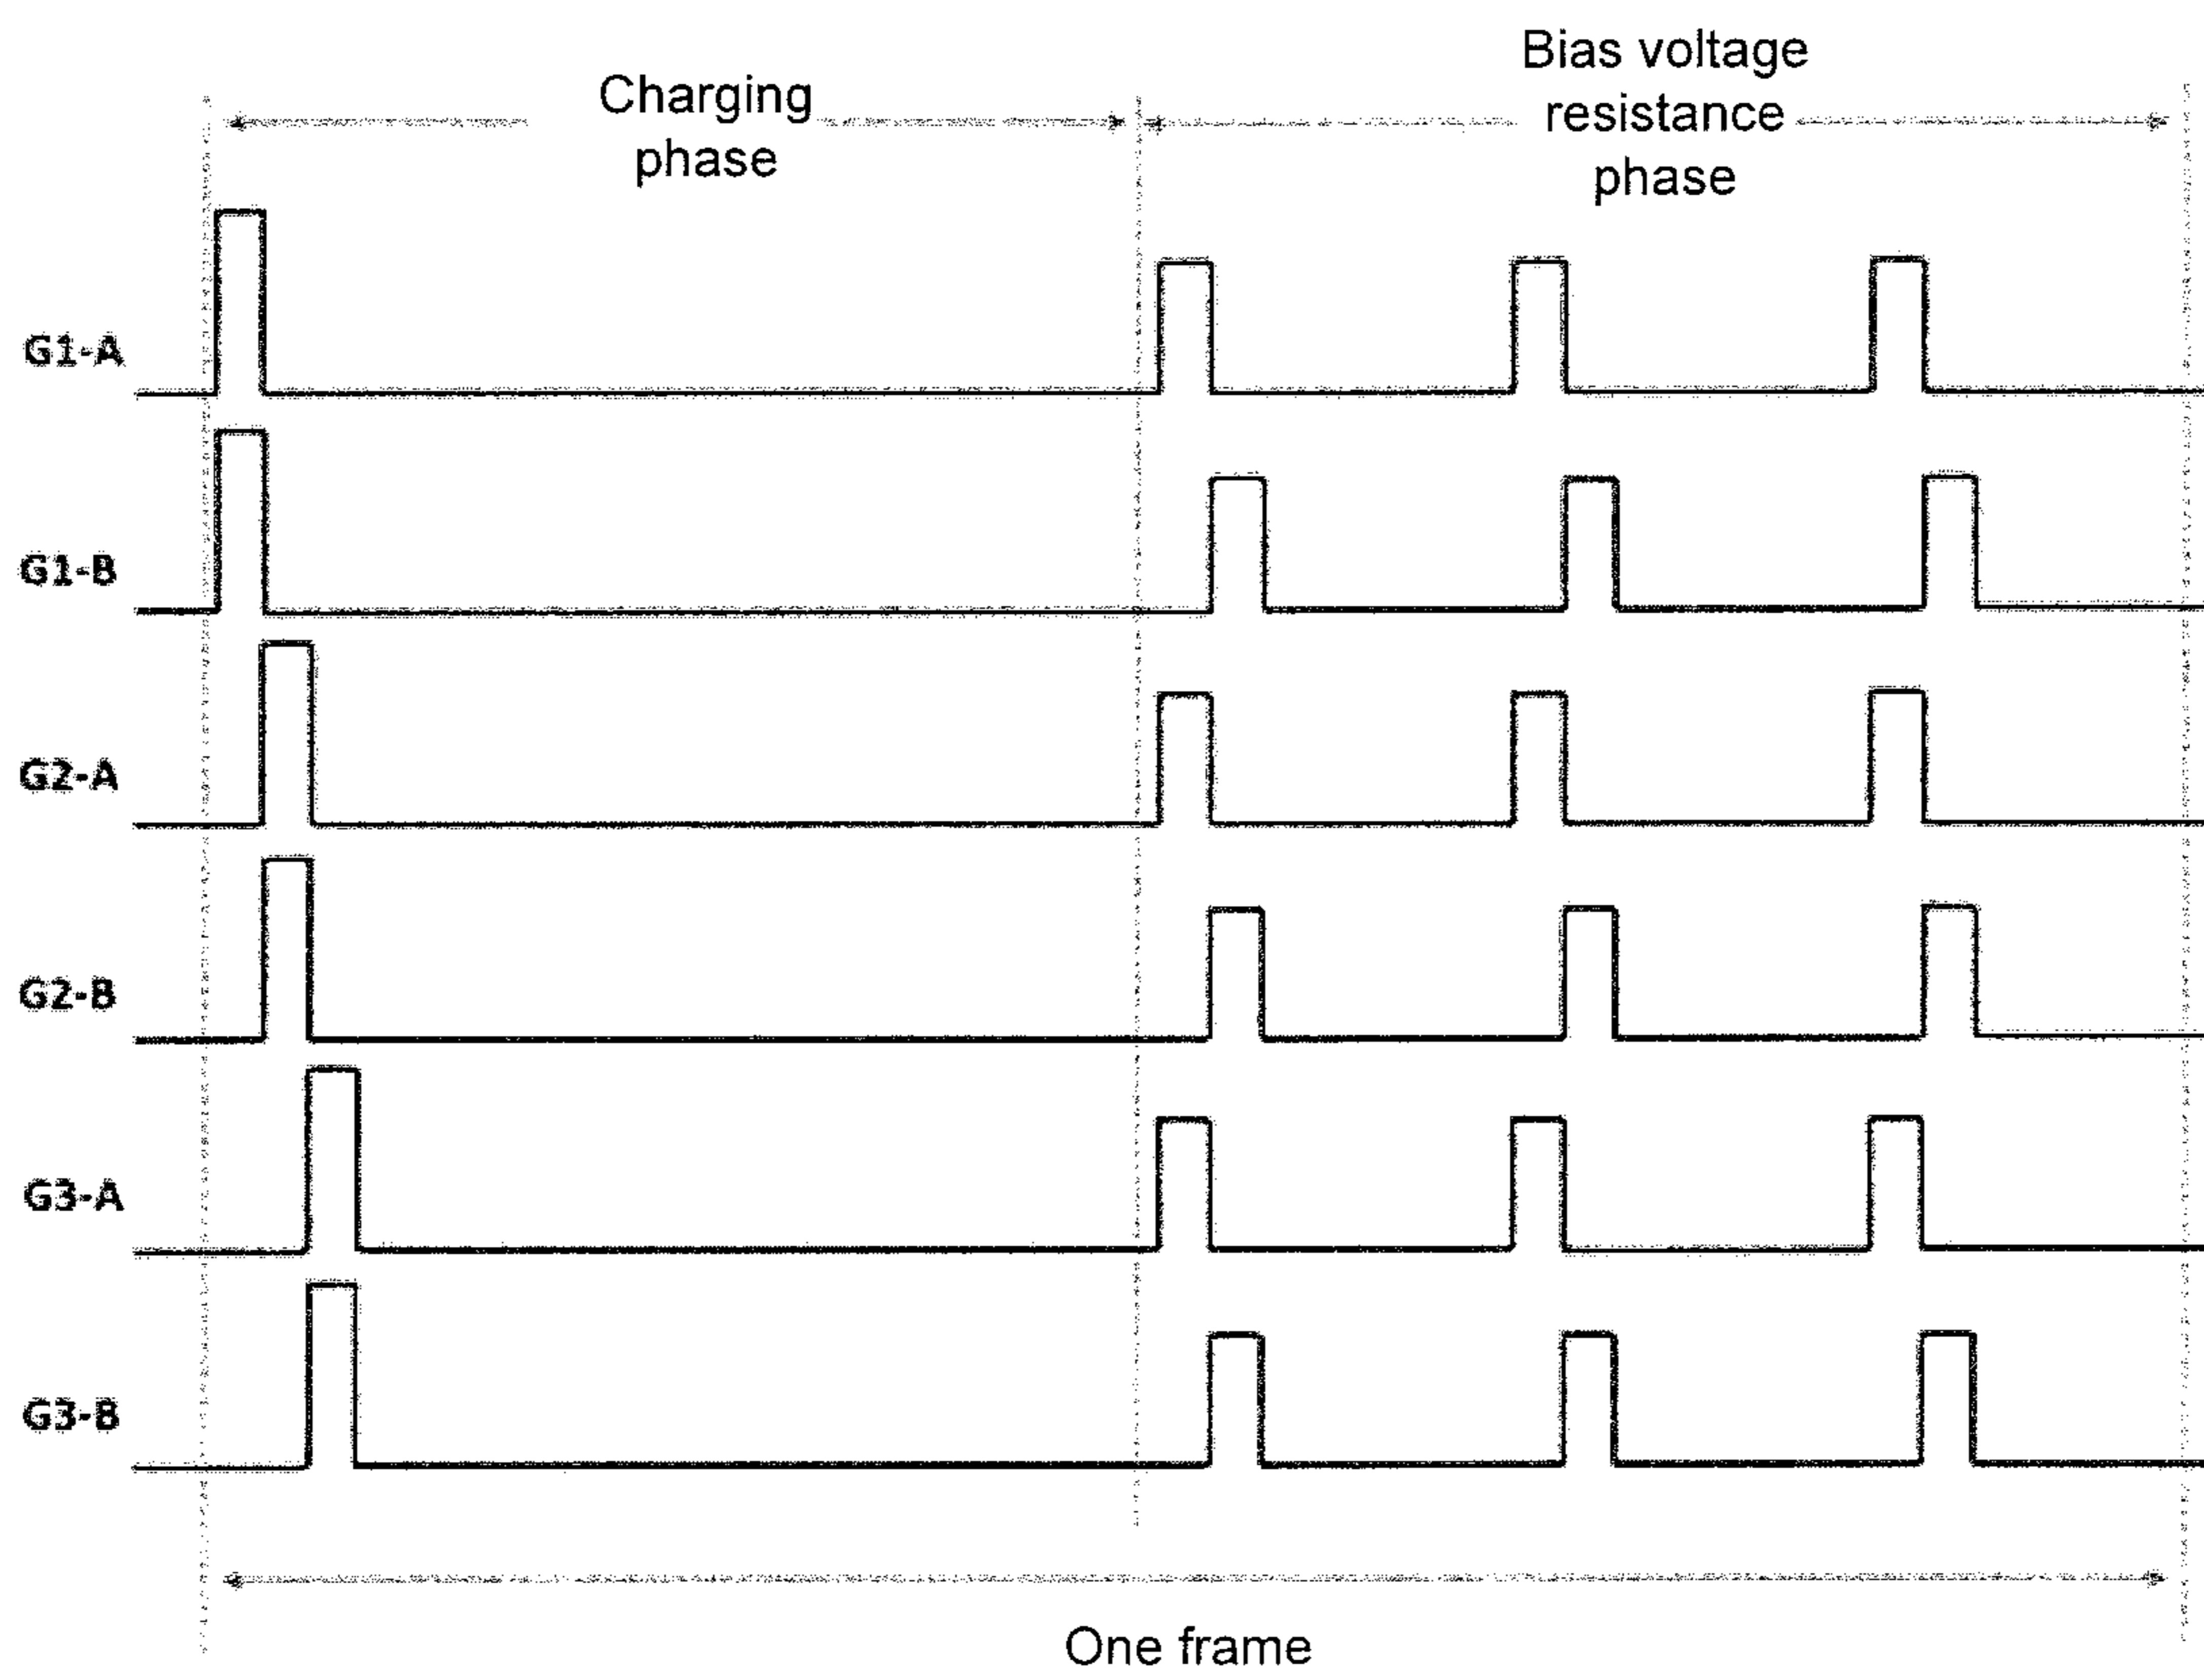 Charging
phase
Bias voltage
resistance
phase
G1-A
G1-B
G2-A
G2-B
G3-A
G3-B
One frame